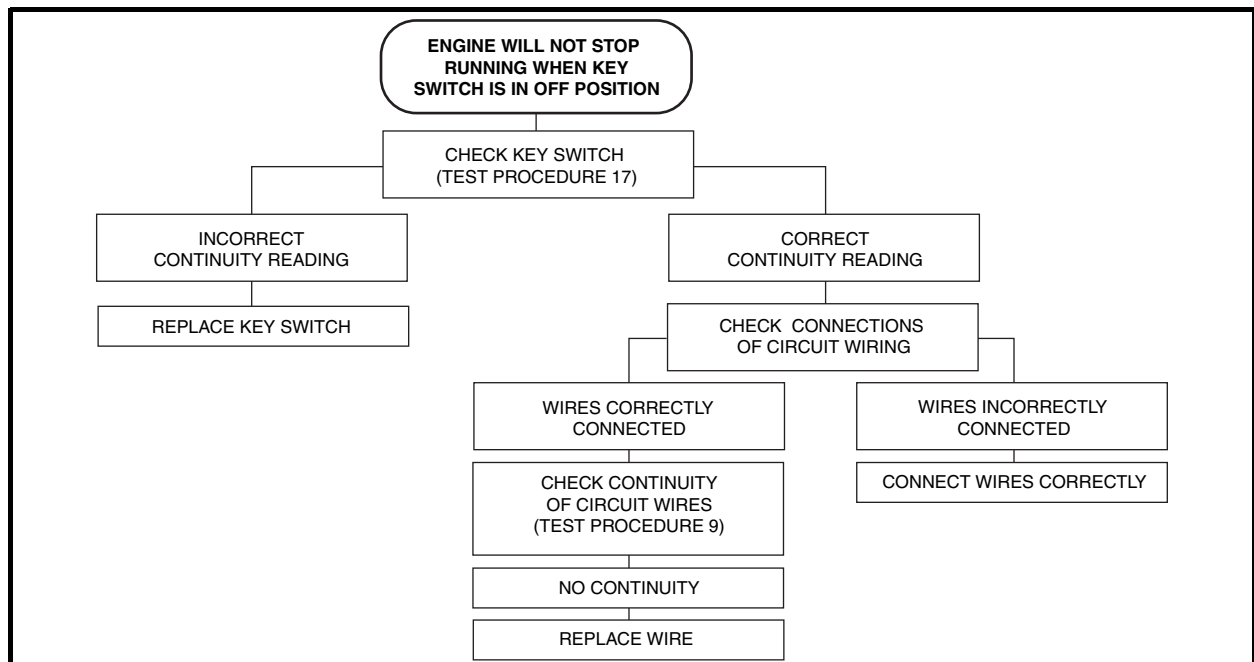 ENGINE WILL NOT STOP
RUNNING WHEN KEY
SWITCH IS IN OFF POSITION
CHECK KEY SWITCH
(TEST PROCEDURE 17)
INCORRECT
CONTINUITY READING
CORRECT
CONTINUITY READING
REPLACE KEY SWITCH
CHECK CONNECTIONS
OF CIRCUIT WIRING
WIRES CORRECTLY
CONNECTED
WIRES INCORRECTLY
CONNECTED
CHECK CONTINUITY
OF CIRCUIT WIRES
(TEST PROCEDURE 9)
CONNECT WIRES CORRECTLY
NO CONTINUITY
REPLACE WIRE